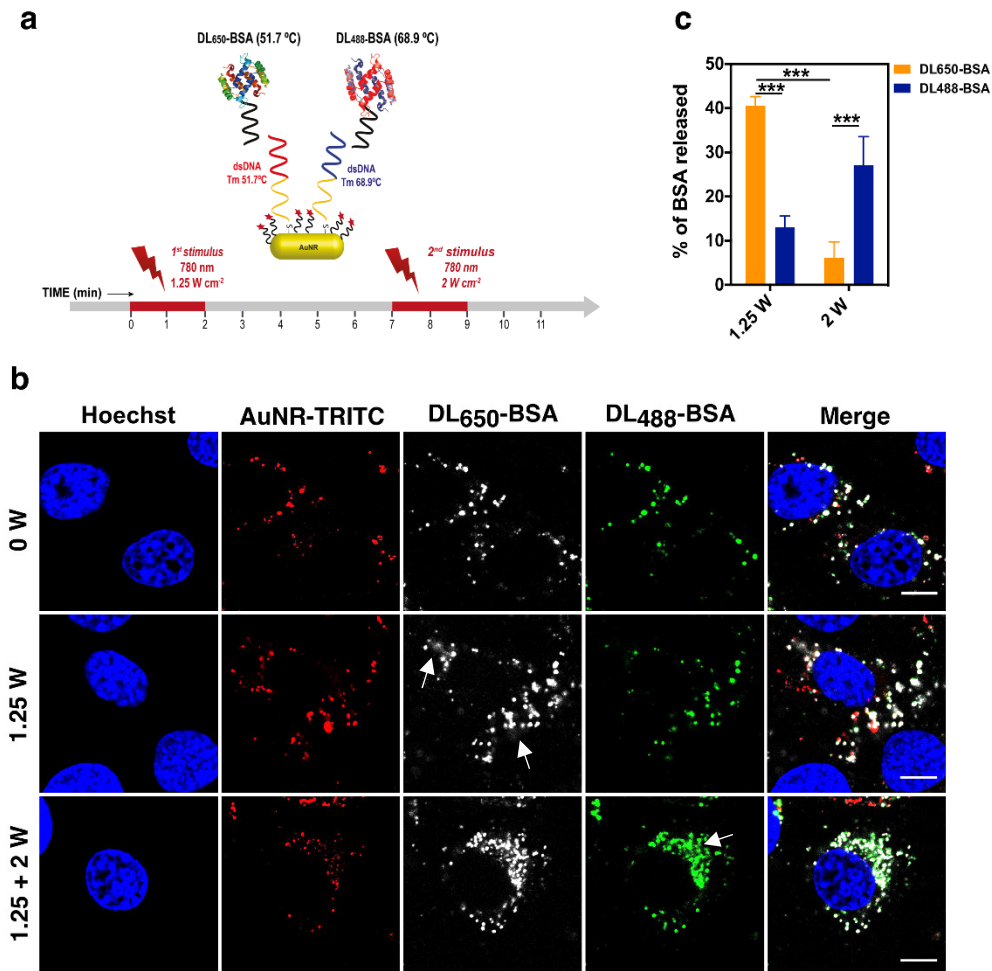 a
DL650-BSA (51.7 ºC)
DL488-BSA (68.9 ºC)
dsDNA
Tm 51.7ºC
dsDNA
Tm 68.9ºC
S
S
AuNR
1st stimulus
780 nm
1.25 W cm-2
2nd stimulus
780 nm
2 W cm-2
TIME (min)
0 1 2 3 4 5 6 7 8 9 10 11
c
DL650-BSA
DL488-BSA
% of BSA released
50
40
30
20
10
0
***
***
***
1.25 W
2 W
b
Hoechst AuNR-TRITC DL650-BSA DL488-BSA Merge
0 W
1.25 W
1.25 + 2 W